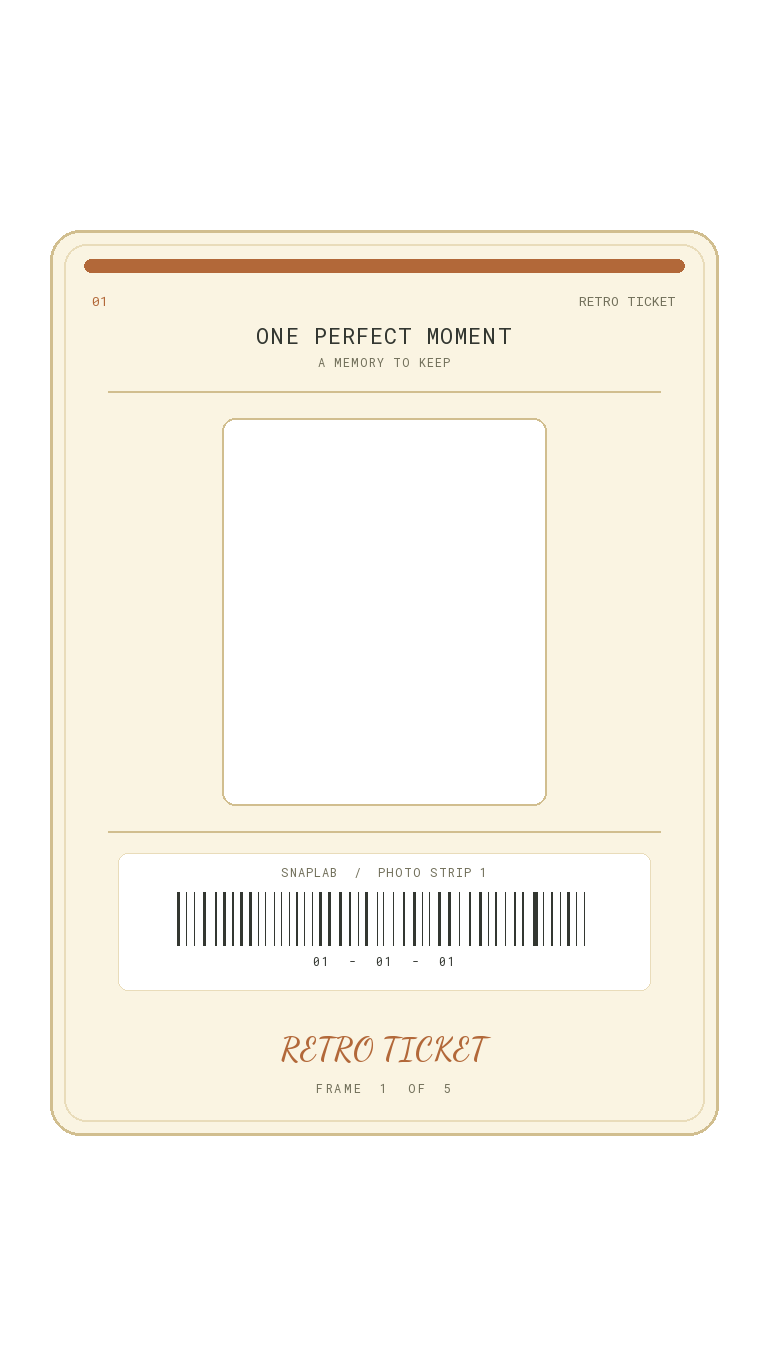 01
RETRO TICKET
ONE PERFECT MOMENT
A MEMORY TO KEEP
SNAPLAB / PHOTO STRIP 1
01 - 01 - 01
RETRO TICKET
FRAME 1 OF 5